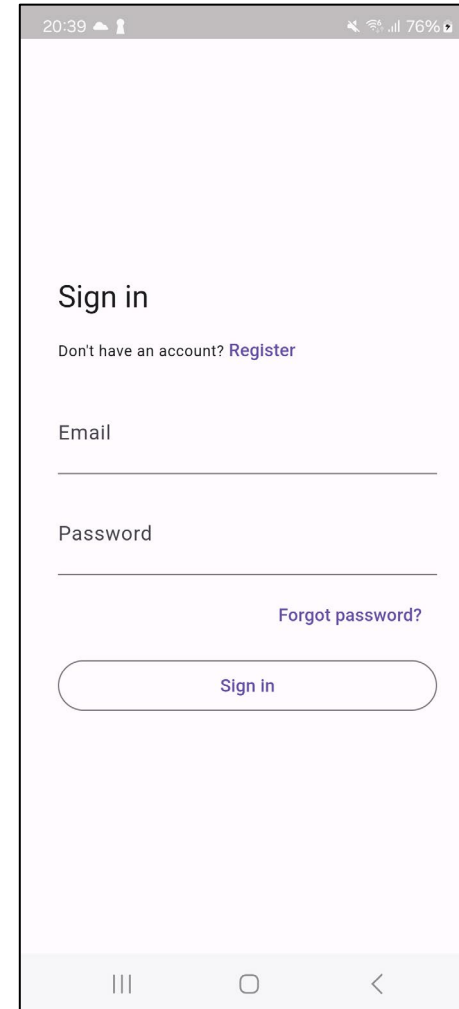 20:39 76%
Sign in
Don't have an account? Register
Email
Password
Forgot password?
Sign in